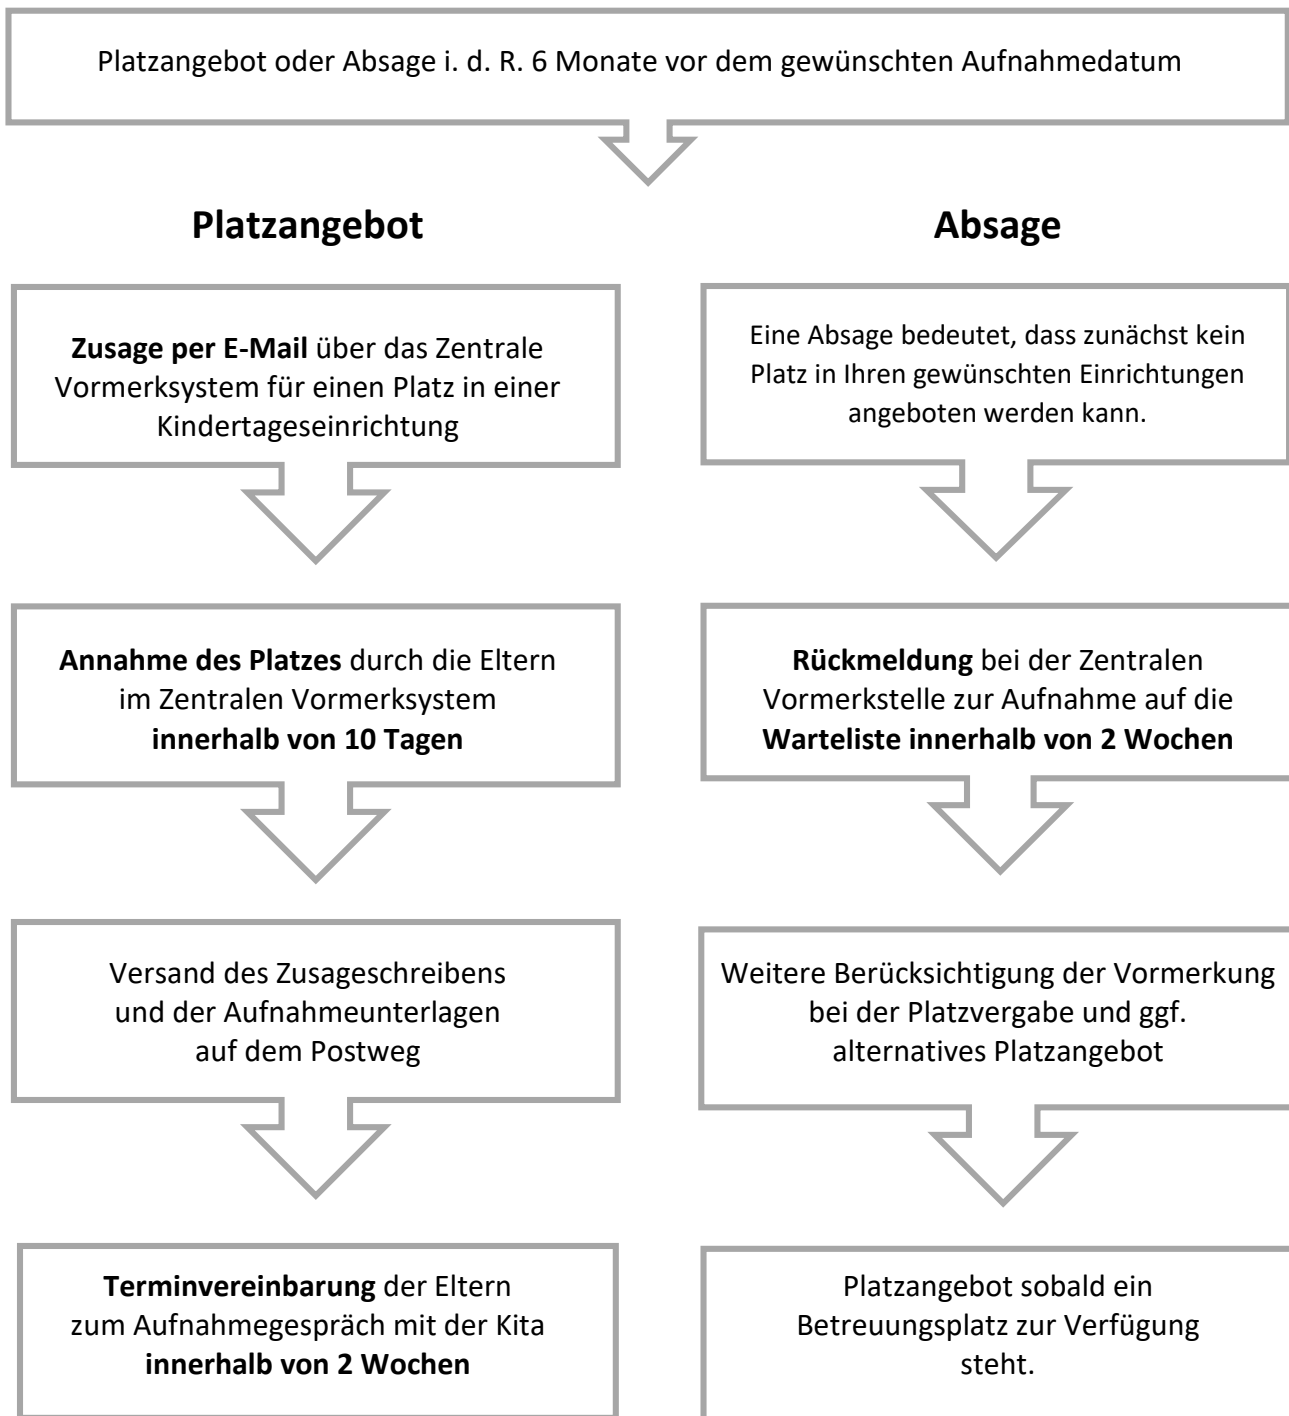 Platzangebot oder Absage i. d. R. 6 Monate vor dem gewünschten Aufnahmedatum
Platzangebot
Zusage per E-Mail über das Zentrale
Vormerksystem für einen Platz in einer
Kindertageseinrichtung
Annahme des Platzes durch die Eltern
im Zentralen Vormerksystem
innerhalb von 10 Tagen
Versand des Zusageschreibens
und der Aufnahmeunterlagen
auf dem Postweg
Terminvereinbarung der Eltern
zum Aufnahmegespräch mit der Kita
innerhalb von 2 Wochen
Absage
Eine Absage bedeutet, dass zunächst kein
Platz in Ihren gewünschten Einrichtungen
angeboten werden kann.
Rückmeldung bei der Zentralen
Vormerkstelle zur Aufnahme auf die
Warteliste innerhalb von 2 Wochen
Weitere Berücksichtigung der Vormerkung
bei der Platzvergabe und ggf.
alternatives Platzangebot
Platzangebot sobald ein
Betreuungsplatz zur Verfügung
steht.